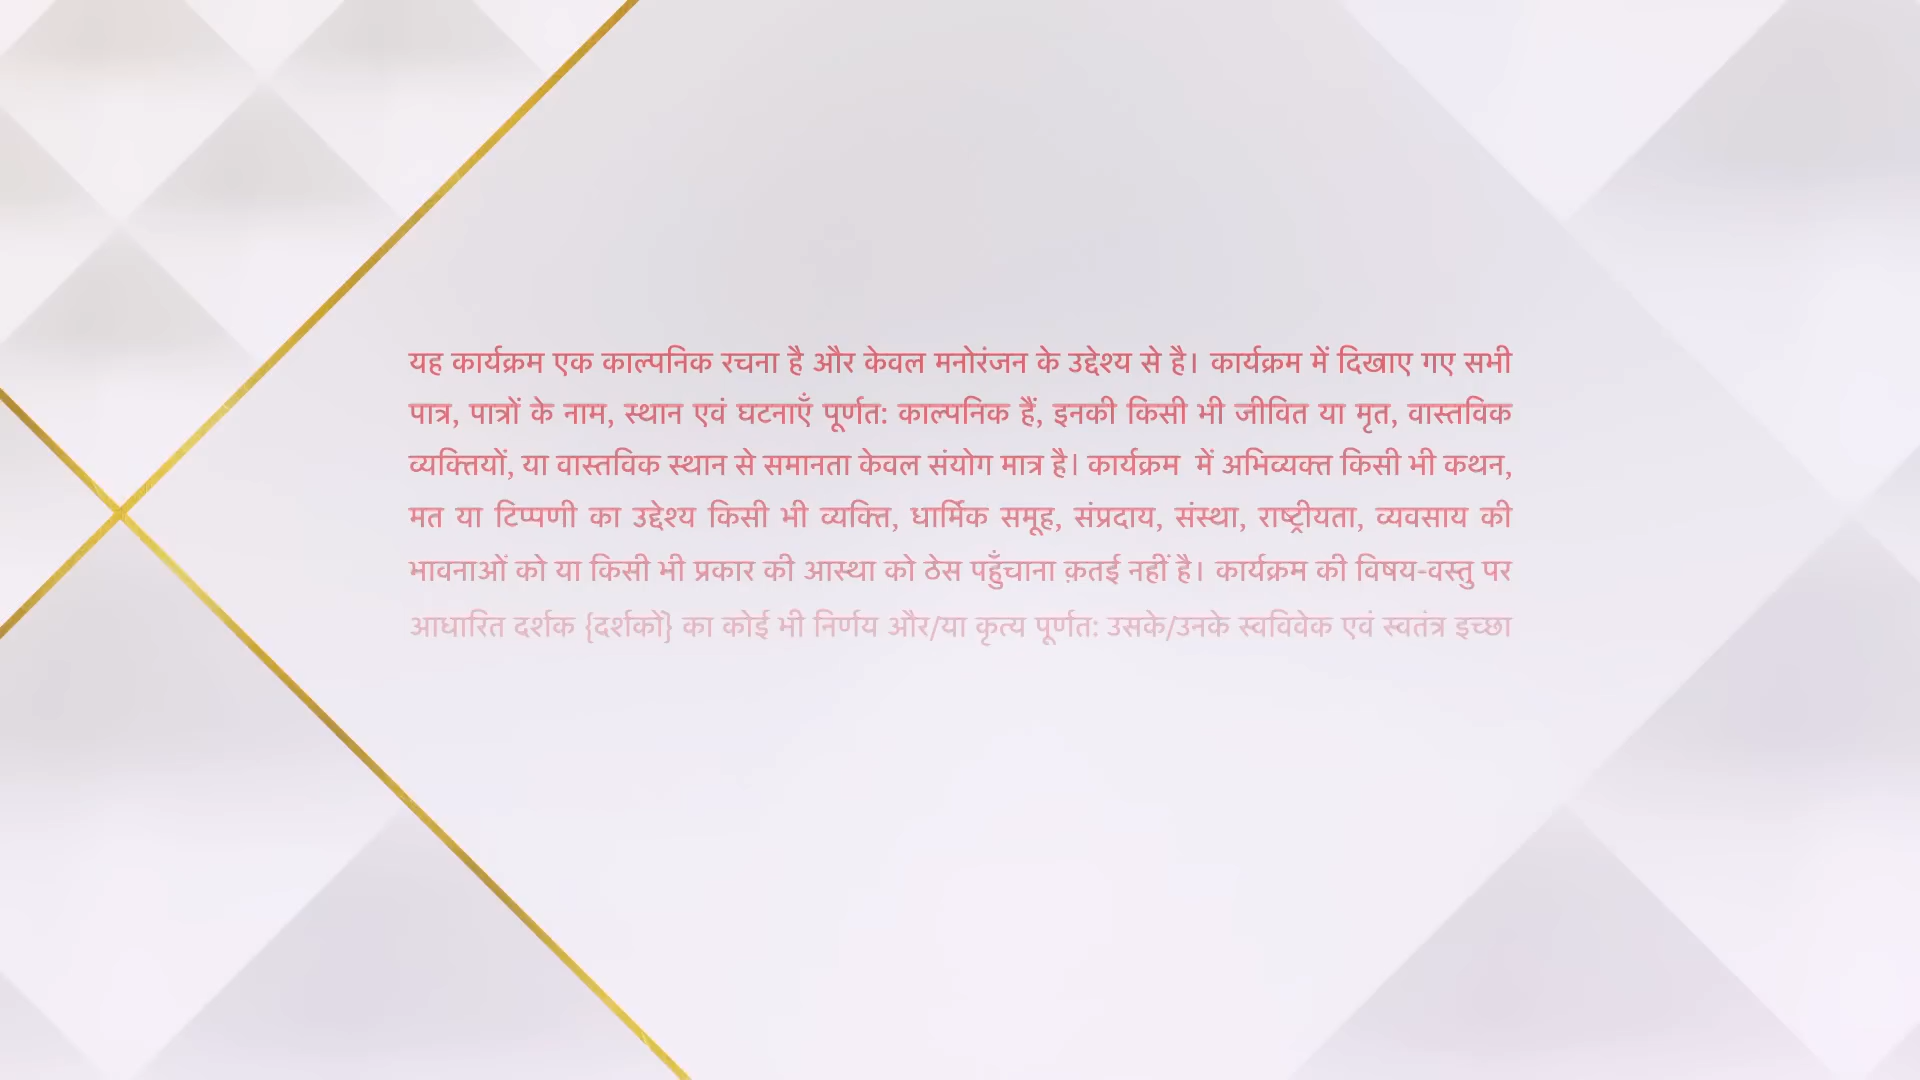 यह कार्यक्रम एक काल्पनिक रचना है और केवल मनोरंजन के उद्देश्य से है। कार्यक्रम में दिखाए गए सभी
पात्र, पात्रों के नाम, स्थान एवं घटनाएँ पूर्णत: काल्पनिक हैं, इनकी किसी भी जीवित या मृत, वास्तविक
व्यक्तियों, या वास्तविक स्थान से समानता केवल संयोग मात्र है। कार्यक्रम में अभिव्यक्त किसी भी कथन,
मत या टिप्पणी का उद्देश्य किसी भी व्यक्ति, धार्मिक समूह, संप्रदाय, संस्था, राष्ट्रीयता, व्यवसाय की
भावनाओं को या किसी भी प्रकार की आस्था को ठेस पहुँचाना क़तई नहीं है। कार्यक्रम की विषय-वस्तु पर
आधारित दर्शक {दर्शकों} का कोई भी निर्णय और/या कृत्य पूर्णत: उसके/उनके स्वविवेक एवं स्वतंत्र इच्छा